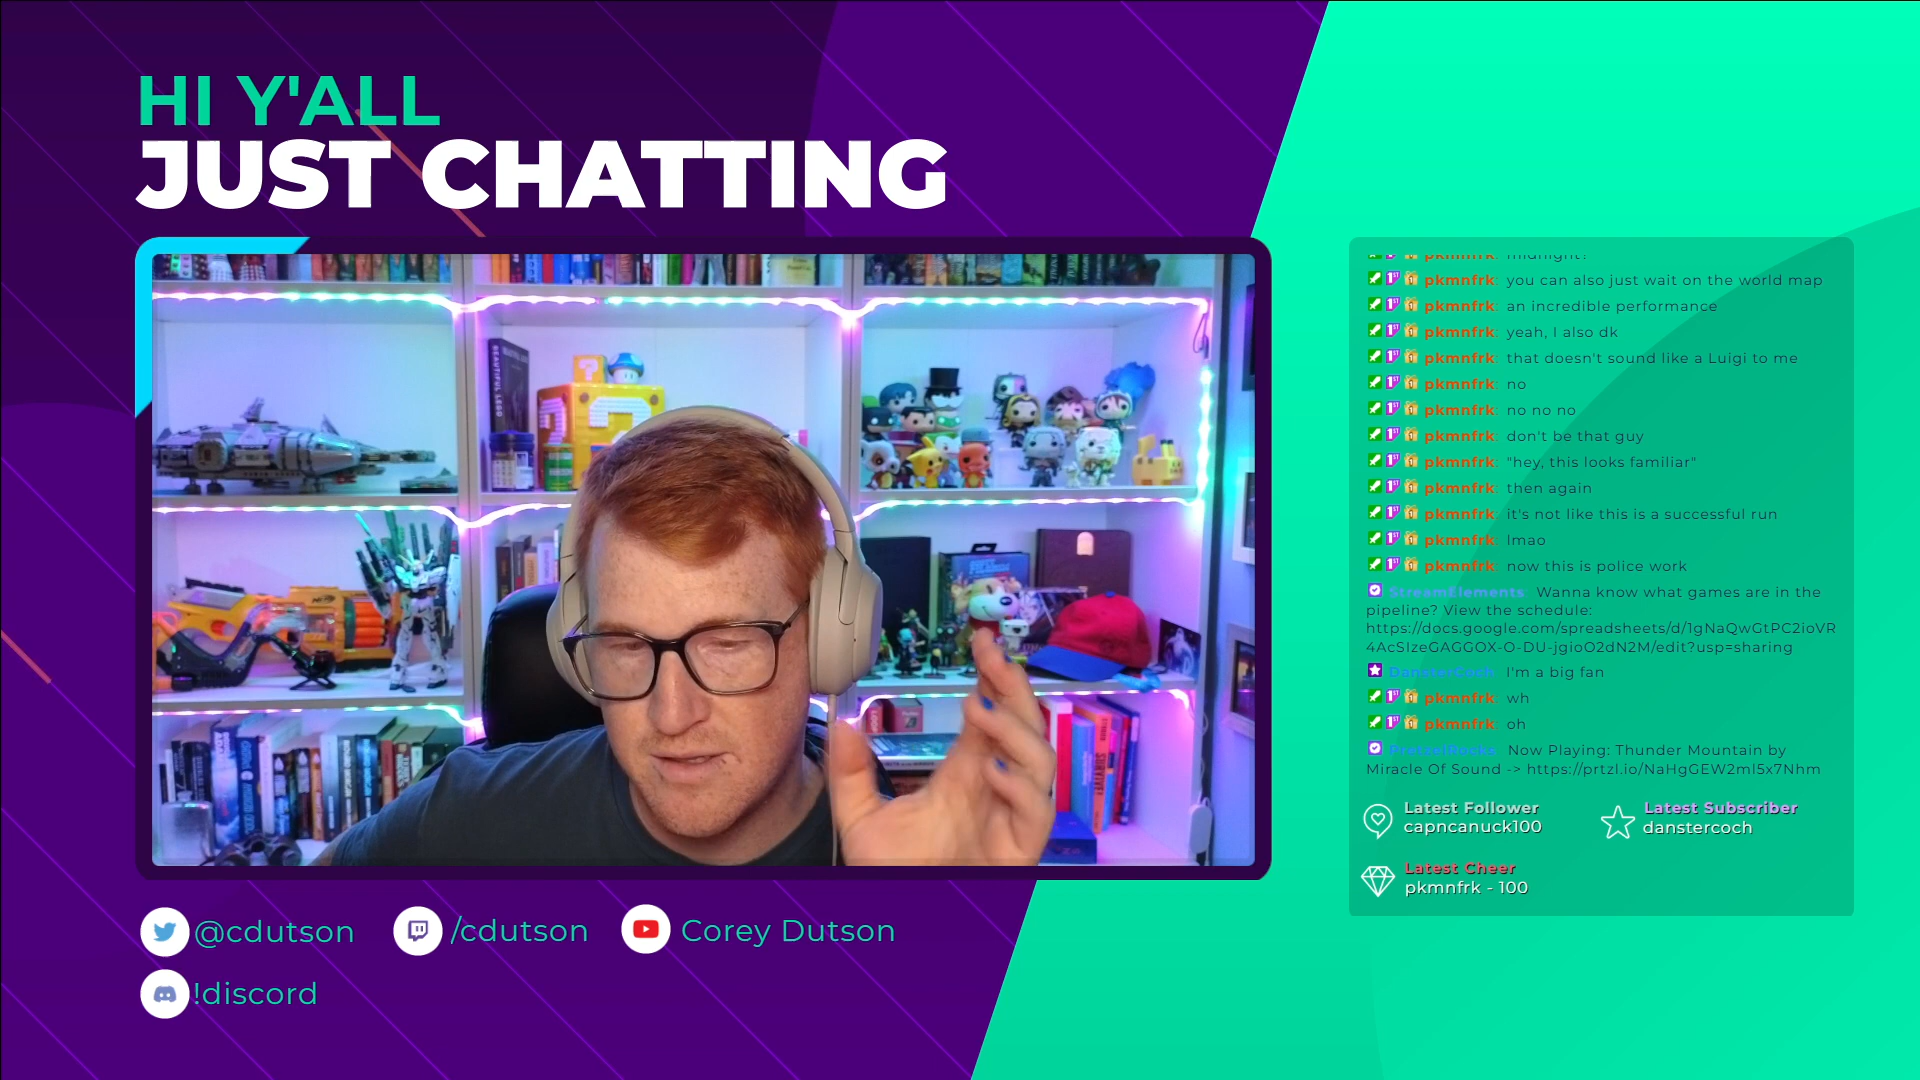 HI Y'ALL
JUST CHATTING
pkmnfrk: midnight?
pkmnfrk: you can also just wait on the world map
pkmnfrk: an incredible performance
pkmnfrk: yeah, I also dk
pkmnfrk: that doesn't sound like a Luigi to me
pkmnfrk: no
pkmnfrk: no no no
pkmnfrk: don't be that guy
pkmnfrk: "hey, this looks familiar"
pkmnfrk: then again
pkmnfrk: it's not like this is a successful run
pkmnfrk: lmao
pkmnfrk: now this is police work
StreamElements: Wanna know what games are in the
pipeline? View the schedule:
https://docs.google.com/spreadsheets/d/1gNaQwGtPC2ioVR
4AcSIzeGAGGOX-O-DU-jgioO2dN2M/edit?usp=sharing
DansterCoch: I'm a big fan
pkmnfrk: wh
pkmnfrk: oh
PretzelRocks: Now Playing: Thunder Mountain by
Miracle Of Sound -> https://prtzl.io/NaHgGEW2ml5x7Nhm
Latest Follower
capncanuck100
Latest Subscriber
danstercoch
Latest Cheer
pkmnfrk - 100
@cdutson
/cdutson
Corey Dutson
!discord